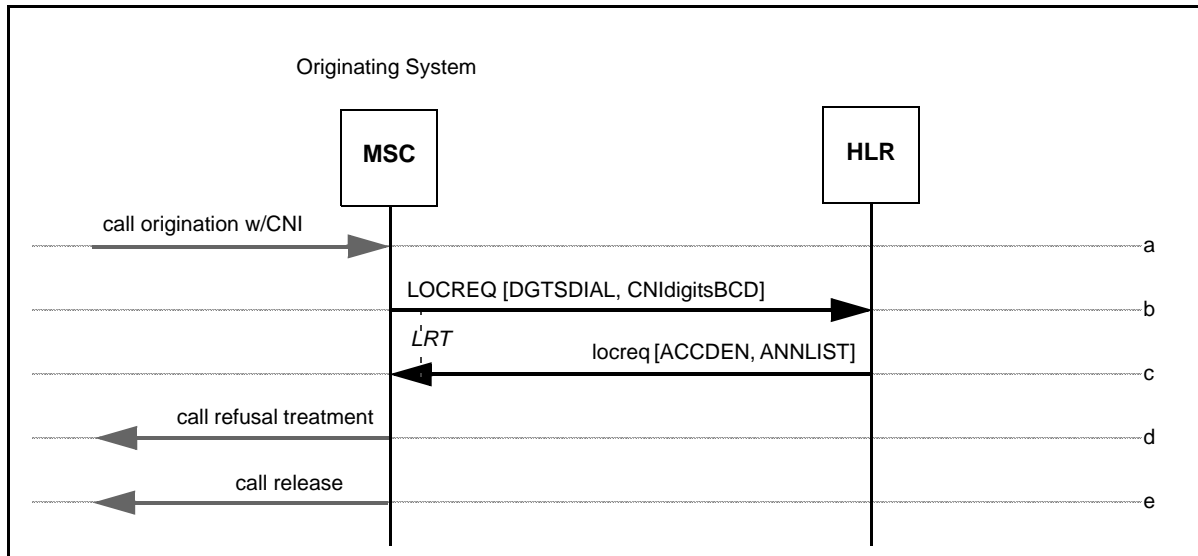 Originating System
MSC
HLR
call origination w/CNI
a
LOCREQ [DGTSDIAL, CNIdigitsBCD]
b
LRT
locreq [ACCDEN, ANNLIST]
c
call refusal treatment
d
call release
e